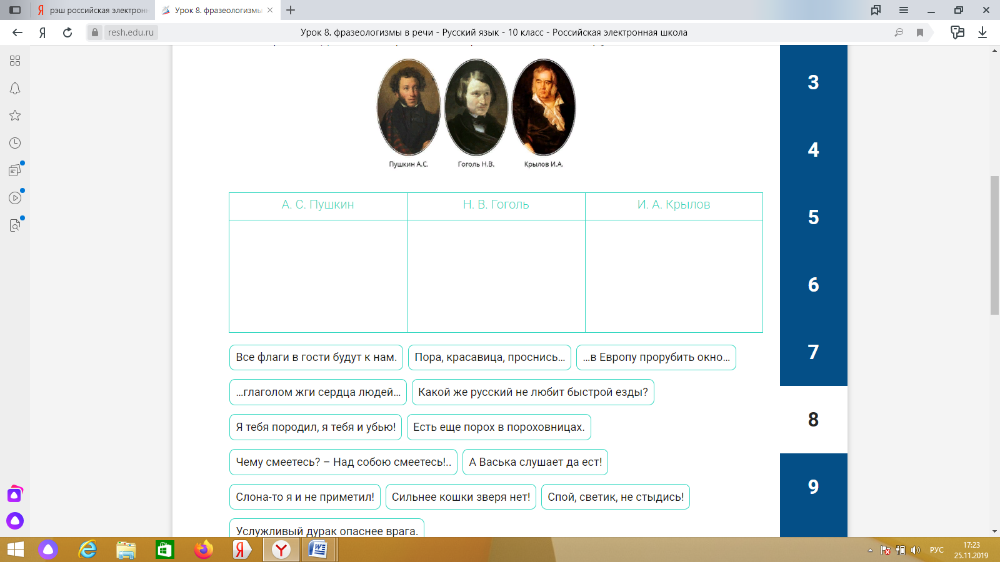 рэш российская электронн
Урок 8. фразеологизмы
resh.edu.ru
Урок 8. фразеологизмы в речи - Русский язык - 10 класс - Российская электронная школа
Пушкин А.С.
Гоголь Н.В.
Крылов И.А.
А. С. Пушкин
Н. В. Гоголь
И. А. Крылов
Все флаги в гости будут к нам.
Пора, красавица, проснись...
...в Европу прорубить окно...
...глаголом жги сердца людей...
Какой же русский не любит быстрой езды?
Я тебя породил, я тебя и убью!
Есть еще порох в пороховницах.
Чему смеетесь? – Над собою смеетесь!..
А Васька слушает да ест!
Слона-то я и не приметил!
Сильнее кошки зверя нет!
Спой, светик, не стыдись!
Услужливый дурак опаснее врага.
3
4
5
6
7
8
9
РУС
17:23
25.11.2019